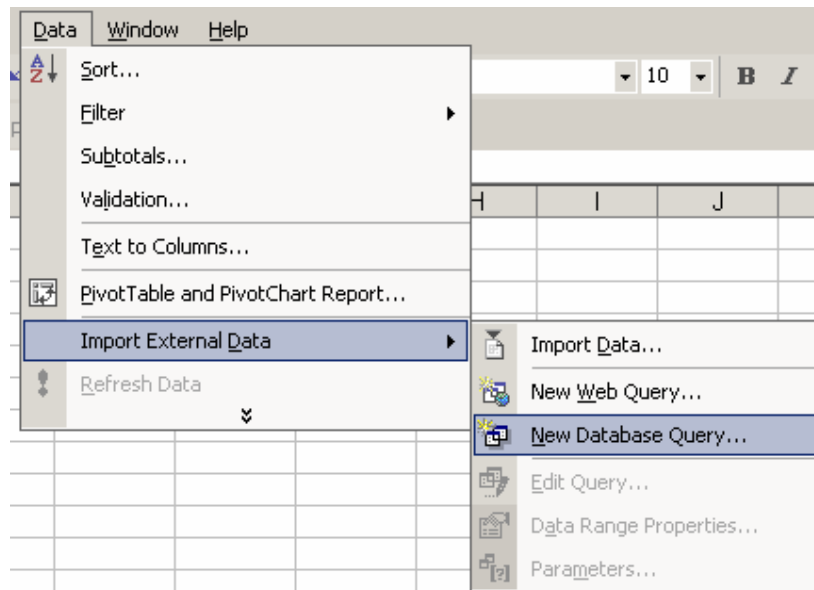 Data Window Help
Sort...
10 B I
Filter
Subtotals...
Validation...
H I J
Text to Columns...
PivotTable and PivotChart Report...
Import External Data
Import Data...
Refresh Data
New Web Query...
New Database Query...
Edit Query...
Data Range Properties...
Parameters...